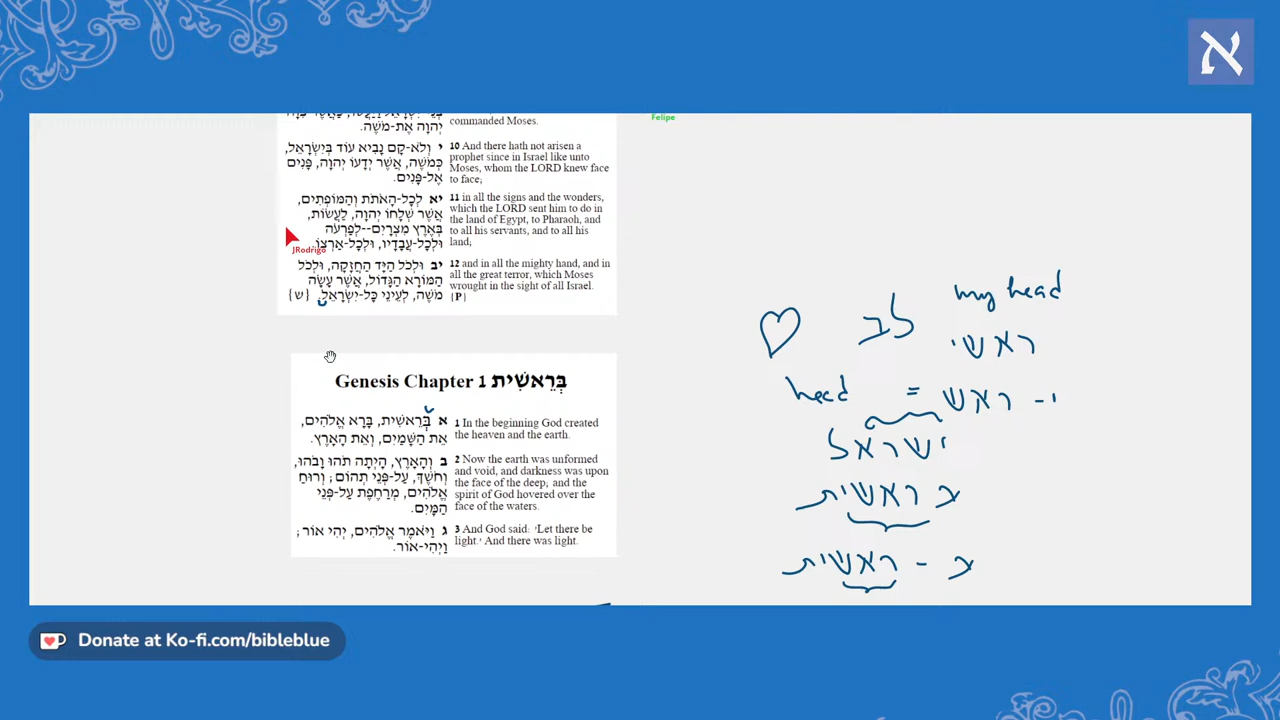 א
Felipe
יהוה אֶת-מֹשֶׁה.
commanded Moses.
י וְלֹא-קָם נָבִיא עוֹד בְּיִשְׂרָאֵל,
כְּמֹשֶׁה, אֲשֶׁר יְדָעוֹ יְהוָה, פָּנִים
אֶל-פָּנִים.
10 And there hath not arisen a
prophet since in Israel like unto
Moses, whom the LORD knew face
to face;
יא לְכָל-הָאֹתֹת וְהַמּוֹפְתִים,
אֲשֶׁר שְׁלָחוֹ יְהוָה, לַעֲשׂוֹת,
בְּאֶרֶץ מִצְרָיִם--לְפַרְעֹה
וּלְכָל-עֲבָדָיו, וּלְכָל-אַרְצוֹ.
11 in all the signs and the wonders,
which the LORD sent him to do in
the land of Egypt, to Pharaoh, and
to all his servants, and to all his
land;
JRodrigo
יב וּלְכֹל הַיָּד הַחֲזָקָה, וּלְכֹל
הַמּוֹרָא הַגָּדוֹל, אֲשֶׁר עָשָׂה
מֹשֶׁה, לְעֵינֵי כָּל-יִשְׂרָאֵל. {ש}
12 and in all the mighty hand, and in
all the great terror, which Moses
wrought in the sight of all Israel.
{P}
Genesis Chapter 1 בְּרֵאשִׁית
א בְּרֵאשִׁית, בָּרָא אֱלֹהִים,
אֵת הַשָּׁמַיִם, וְאֵת הָאָרֶץ.
1 In the beginning God created
the heaven and the earth.
ב וְהָאָרֶץ, הָיְתָה תֹהוּ וָבֹהוּ,
וְחֹשֶׁךְ, עַל-פְּנֵי תְהוֹם; וְרוּחַ
אֱלֹהִים, מְרַחֶפֶת עַל-פְּנֵי
הַמָּיִם.
2 Now the earth was unformed
and void, and darkness was upon
the face of the deep; and the
spirit of God hovered over the
face of the waters.
ג וַיֹּאמֶר אֱלֹהִים, יְהִי אוֹר;
וַיְהִי-אוֹר.
3 And God said: 'Let there be
light.' And there was light.
my head
לב
ראשי
head = ראש - י
ישראל
ב ראשית
ב - ראשית
Donate at Ko-fi.com/bibleblue